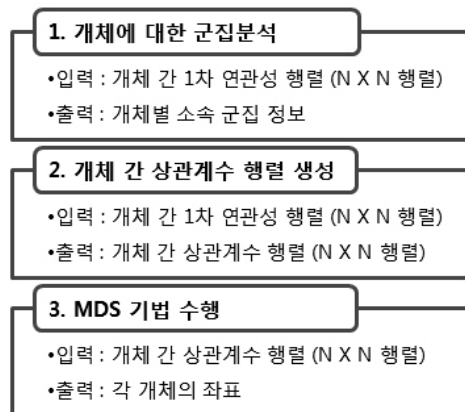 1. 개체에 대한 군집분석
•입력 : 개체 간 1차 연관성 행렬 (N X N 행렬)
•출력 : 개체별 소속 군집 정보
2. 개체 간 상관계수 행렬 생성
•입력 : 개체 간 1차 연관성 행렬 (N X N 행렬)
•출력 : 개체 간 상관계수 행렬 (N X N 행렬)
3. MDS 기법 수행
•입력 : 개체 간 상관계수 행렬 (N X N 행렬)
•출력 : 각 개체의 좌표